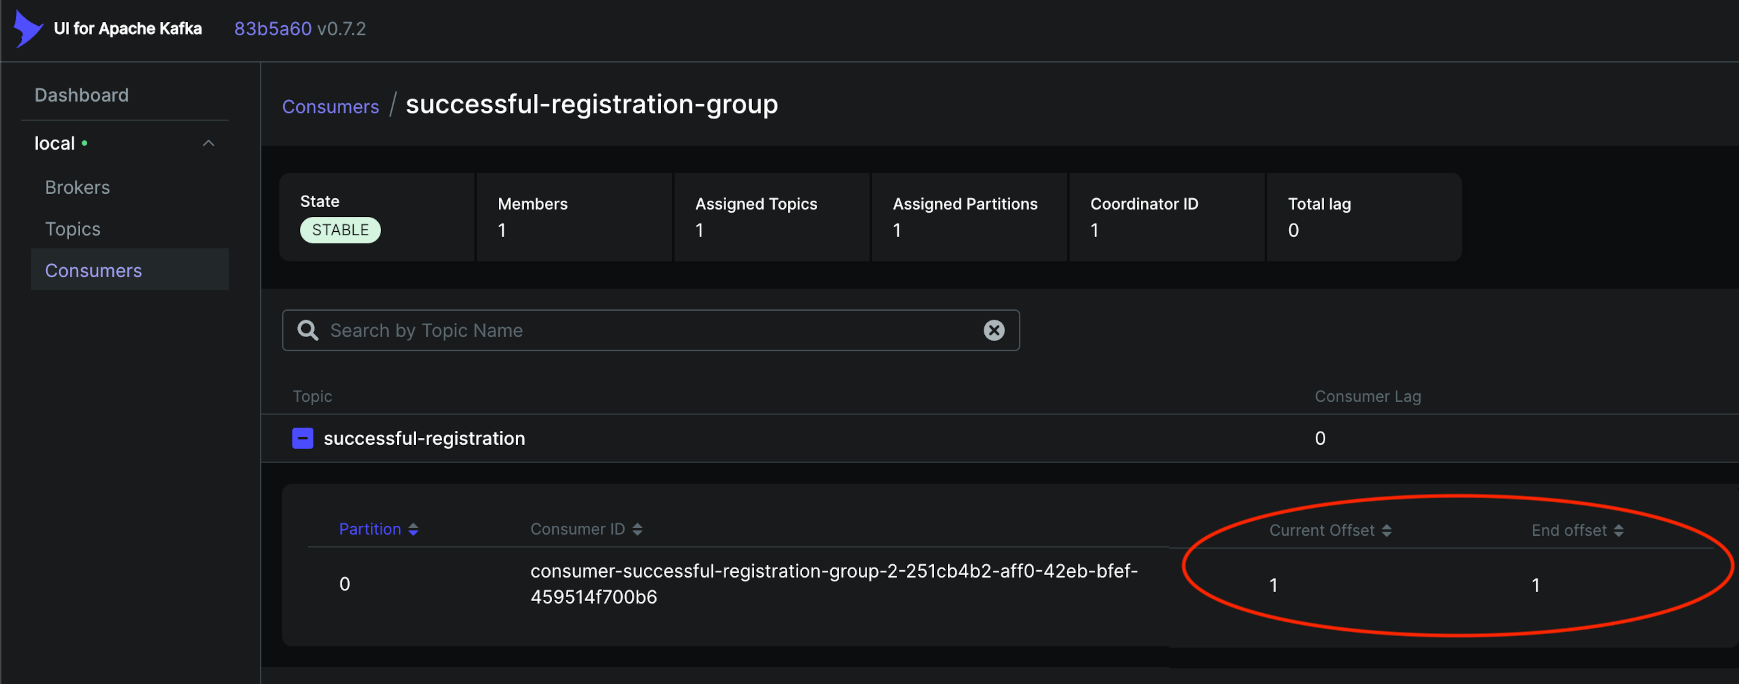 UI for Apache Kafka 83b5a60 v0.7.2
Dashboard
local
Brokers
Topics
Consumers
Consumers / successful-registration-group
State
STABLE
Members
1
Assigned Topics
1
Assigned Partitions
1
Coordinator ID
1
Total lag
0
Search by Topic Name
Topic Consumer Lag
successful-registration 0
Partition Consumer ID Current Offset End offset
0 consumer-successful-registration-group-2-251cb4b2-aff0-42eb-bfef- 1 1
459514f700b6